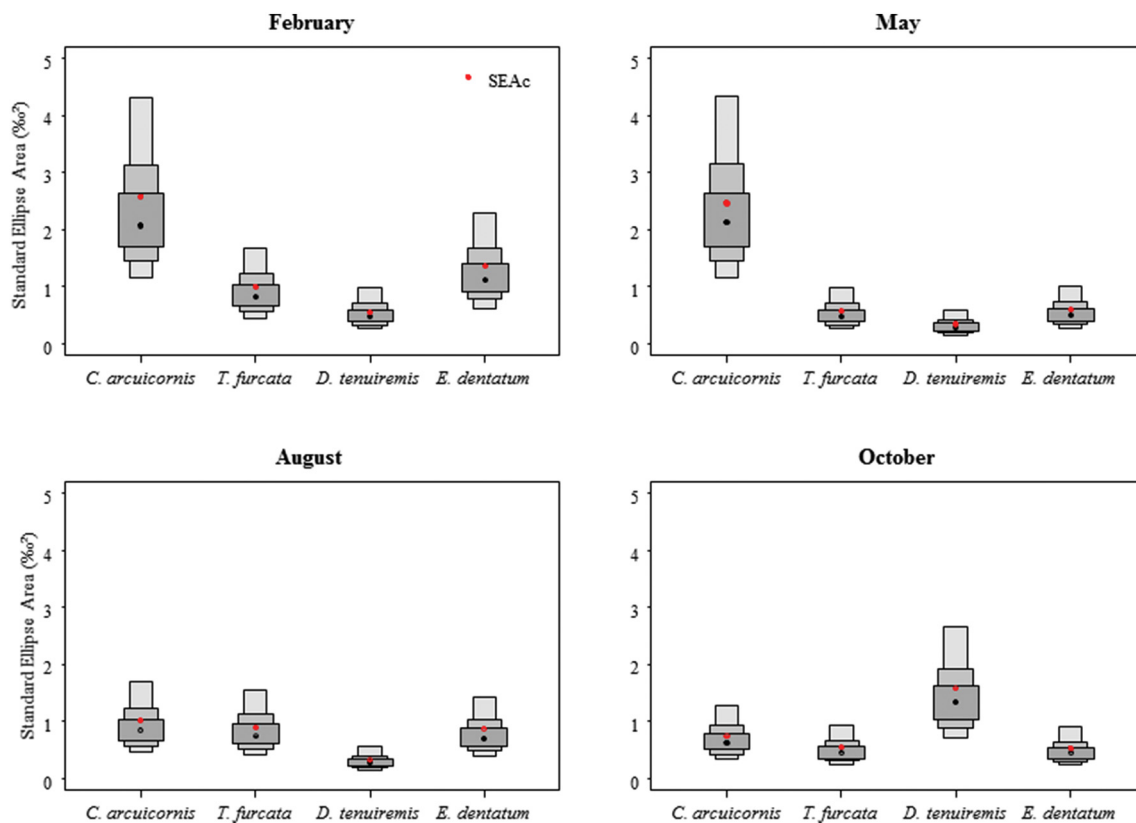 February
Standard Ellipse Area (‰²)
5
4
3
2
1
0
SEAc
C. arcuicornis
T. furcata
D. tenuiremis
E. dentatum
May
5
4
3
2
1
0
C. arcuicornis
T. furcata
D. tenuiremis
E. dentatum
August
Standard Ellipse Area (‰²)
5
4
3
2
1
0
C. arcuicornis
T. furcata
D. tenuiremis
E. dentatum
October
5
4
3
2
1
0
C. arcuicornis
T. furcata
D. tenuiremis
E. dentatum